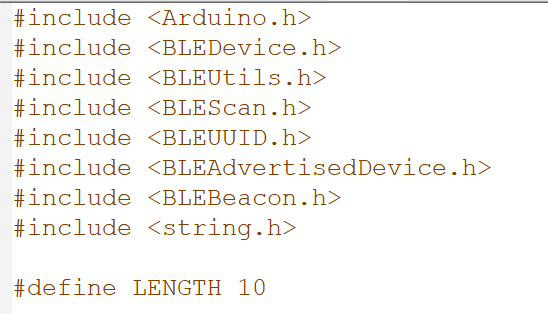 #include <Arduino.h>
#include <BLEDevice.h>
#include <BLEUtils.h>
#include <BLEScan.h>
#include <BLEUUID.h>
#include <BLEAdvertisedDevice.h>
#include <BLEBeacon.h>
#include <string.h>
#define LENGTH 10